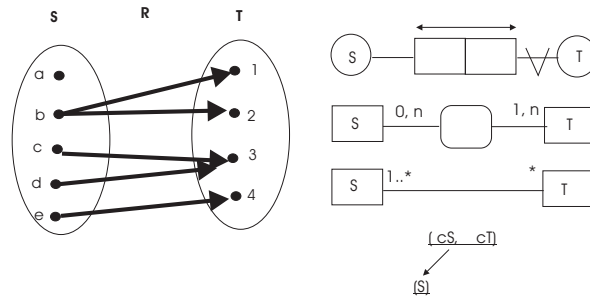 S R T
a
b
c
d
e
1
2
3
4
S T
S 0, n 1, n T
S 1..* * T
( cS, cT)
(S)